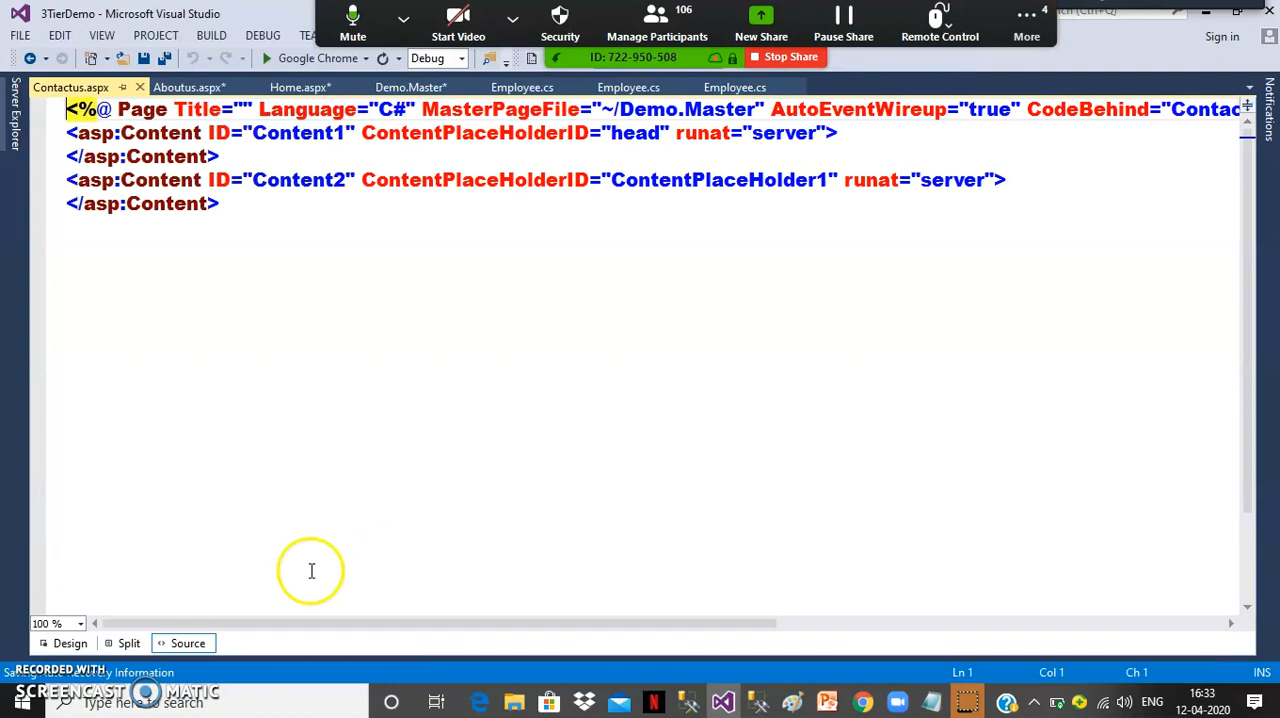 3TierDemo - Microsoft Visual Studio
106
4
Mute
Start Video
Security
Manage Participants
New Share
Pause Share
Remote Control
More
FILE EDIT VIEW PROJECT BUILD DEBUG
Sign in
Google Chrome
Debug
ID: 722-950-508
Stop Share
Contactus.aspx Aboutus.aspx* Home.aspx* Demo.Master* Employee.cs Employee.cs Employee.cs
<%@ Page Title="" Language="C#" MasterPageFile="~/Demo.Master" AutoEventWireup="true" CodeBehind="Contac
<asp:Content ID="Content1" ContentPlaceHolderID="head" runat="server">
</asp:Content>
<asp:Content ID="Content2" ContentPlaceHolderID="ContentPlaceHolder1" runat="server">
</asp:Content>
Server Explorer
Notifications
100 %
Design Split Source
RECORDED WITH
Ln 1 Col 1 Ch 1 INS
SCREENCAST MATIC
Type here to search
ENG
16:33
12-04-2020